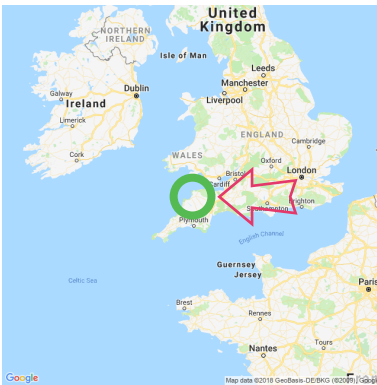 United
Kingdom
NORTHERN
IRELAND
Isle of Man
Leeds
Manchester
Liverpool
Dublin
Galway
Ireland
Limerick
Cork
ENGLAND
WALES
Cambridge
Oxford
London
Bristol
Cardiff
Southampton
Brighton
Plymouth
English Channel
Guernsey
Jersey
Celtic Sea
Paris
Brest
Rennes
Tours
Nantes
Google
Map data ©2018 GeoBasis-DE/BKG (©2009),